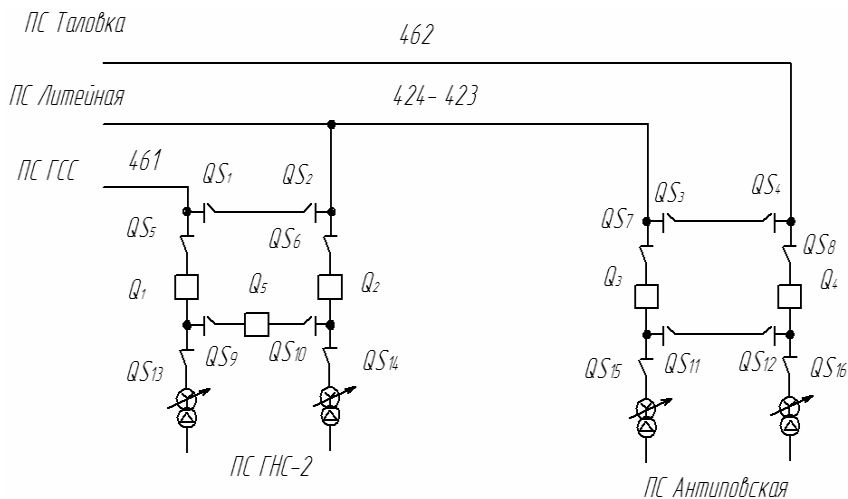 ПС Таловка
462
ПС Литейная
424-423
ПС ГСС
461
QS1
QS2
QS3
QS4
QS5
QS6
QS7
QS8
Q1
Q5
Q2
Q3
Q4
QS13
QS9
QS10
QS14
QS15
QS11
QS12
QS16
ПС ГНС-2
ПС Антиповская